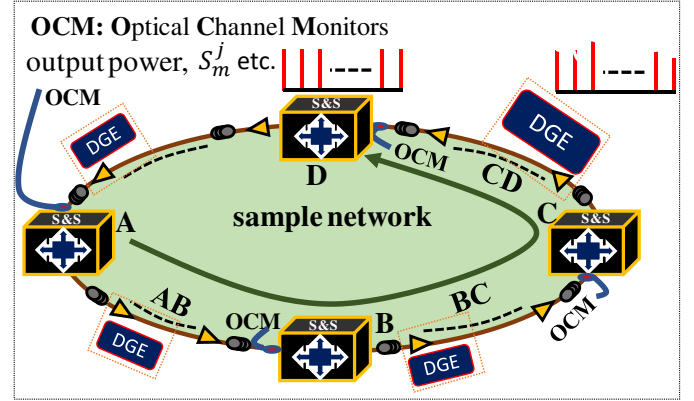 OCM: Optical Channel Monitors
output power, S_m^j etc.
OCM
DGE
S&S
D
OCM
CD
DGE
S&S
A
sample network
C
S&S
AB
OCM
S&S
B
BC
OCM
DGE
DGE